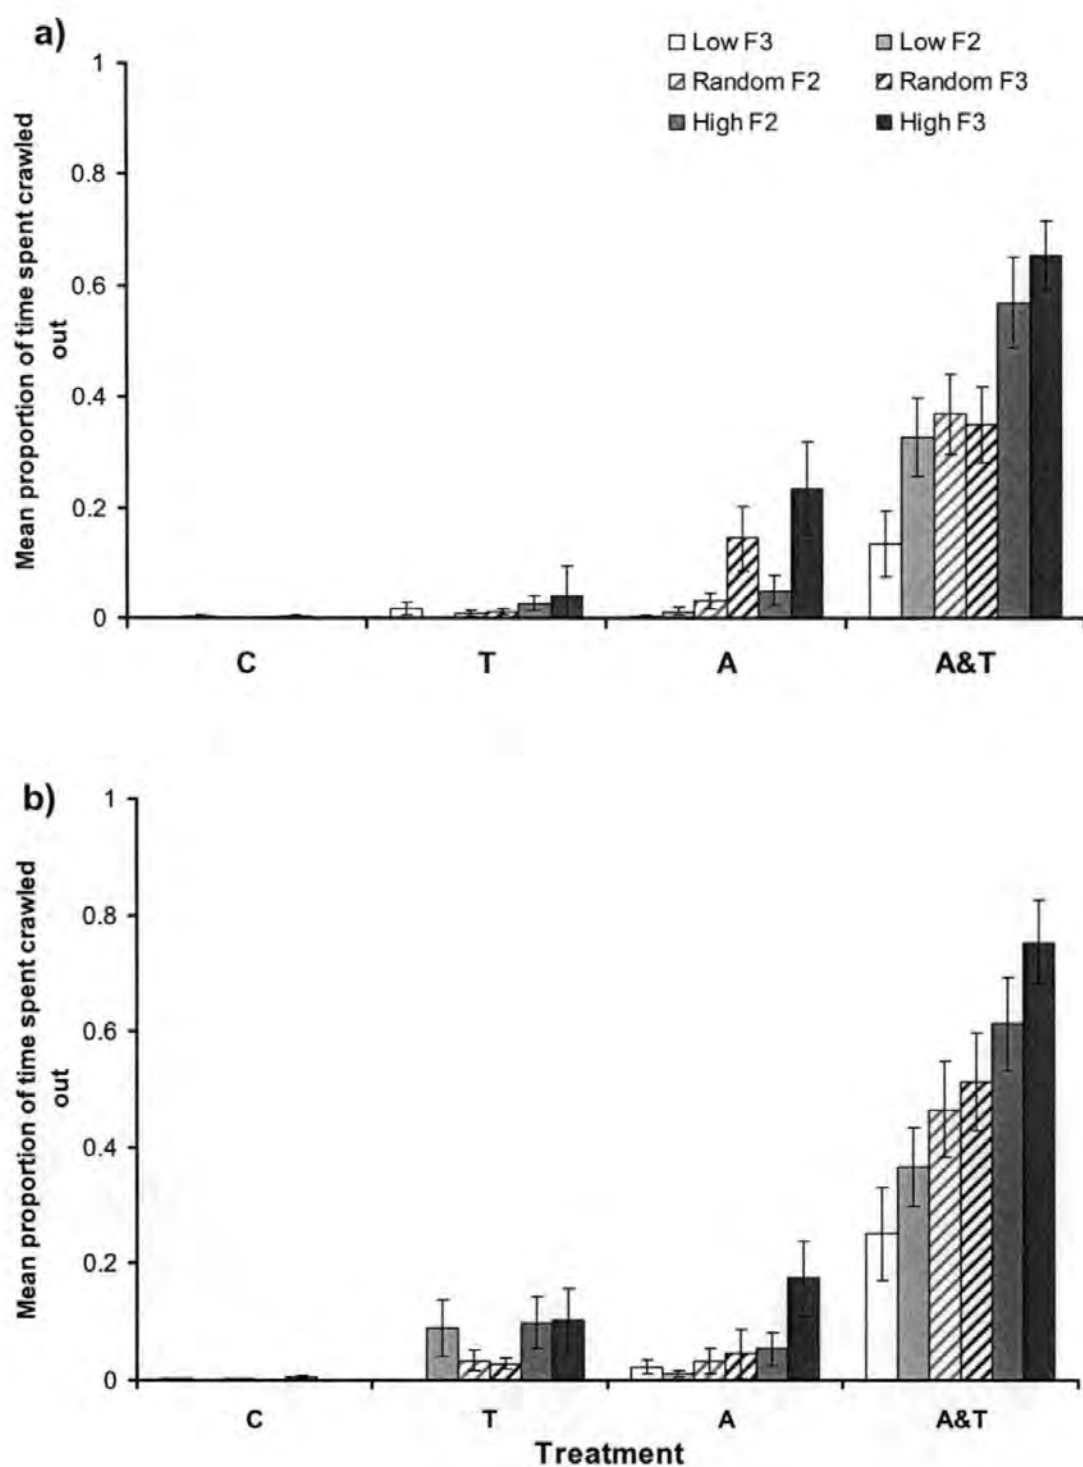 a)
Low F3
Low F2
Random F2
Random F3
High F2
High F3
Mean proportion of time spent crawled
out
1
0.8
0.6
0.4
0.2
0
C
T
A
A&T
b)
Mean proportion of time spent crawled
out
1
0.8
0.6
0.4
0.2
0
C
T
A
A&T
Treatment